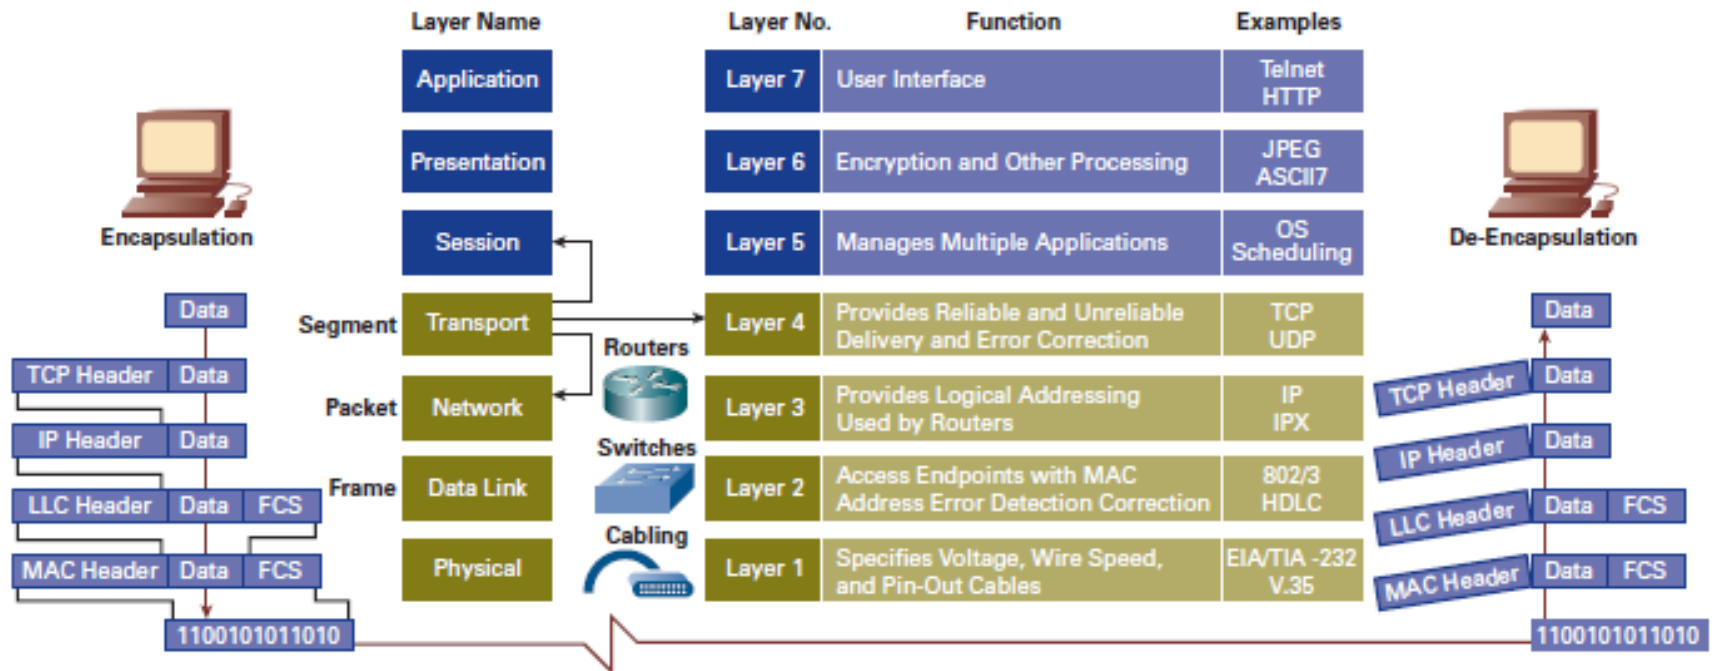 Layer Name
Layer No.
Function
Examples
Application
Layer 7
User Interface
Telnet
HTTP
Presentation
Layer 6
Encryption and Other Processing
JPEG
ASCII7
Session
Layer 5
Manages Multiple Applications
OS
Scheduling
Segment
Transport
Layer 4
Provides Reliable and Unreliable
Delivery and Error Correction
TCP
UDP
Routers
Packet
Network
Layer 3
Provides Logical Addressing
Used by Routers
IP
IPX
Switches
Frame
Data Link
Layer 2
Access Endpoints with MAC
Address Error Detection Correction
802/3
HDLC
Cabling
Physical
Layer 1
Specifies Voltage, Wire Speed,
and Pin-Out Cables
EIA/TIA -232
V.35
Encapsulation
Data
TCP Header Data
IP Header Data
LLC Header Data FCS
MAC Header Data FCS
1100101011010
De-Encapsulation
Data
TCP Header Data
IP Header Data
LLC Header Data FCS
MAC Header Data FCS
1100101011010